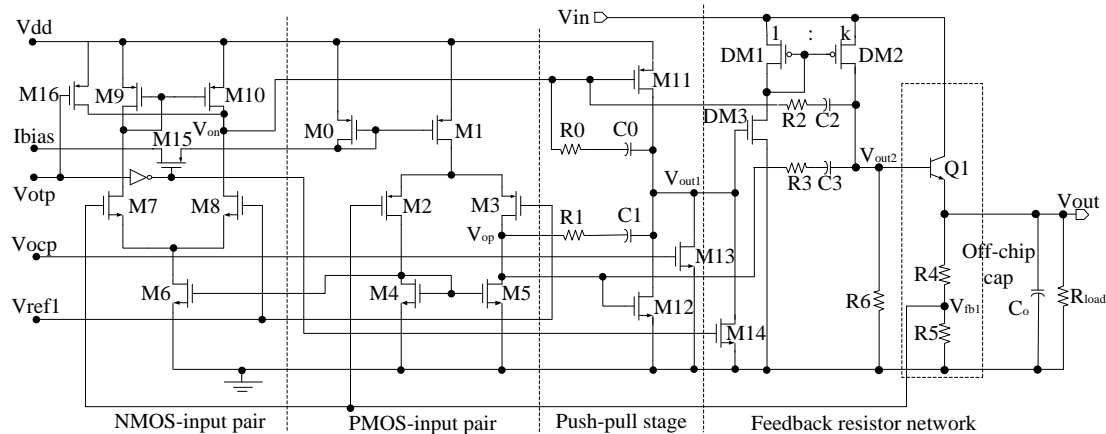 Vin
Vdd
1 : k
DM1
DM2
M16
M9
M10
M11
Ibias
M15
Von
M0
M1
R0
C0
DM3
R2
C2
Votp
M7
M8
M2
M3
Vop
R1
C1
Vout1
R3
C3
Vout2
Q1
Vout
Vocp
M13
Off-chip
cap
M6
M4
M5
M12
R4
R6
Co
Rload
Vref1
M14
Vfb1
R5
NMOS-input pair
PMOS-input pair
Push-pull stage
Feedback resistor network